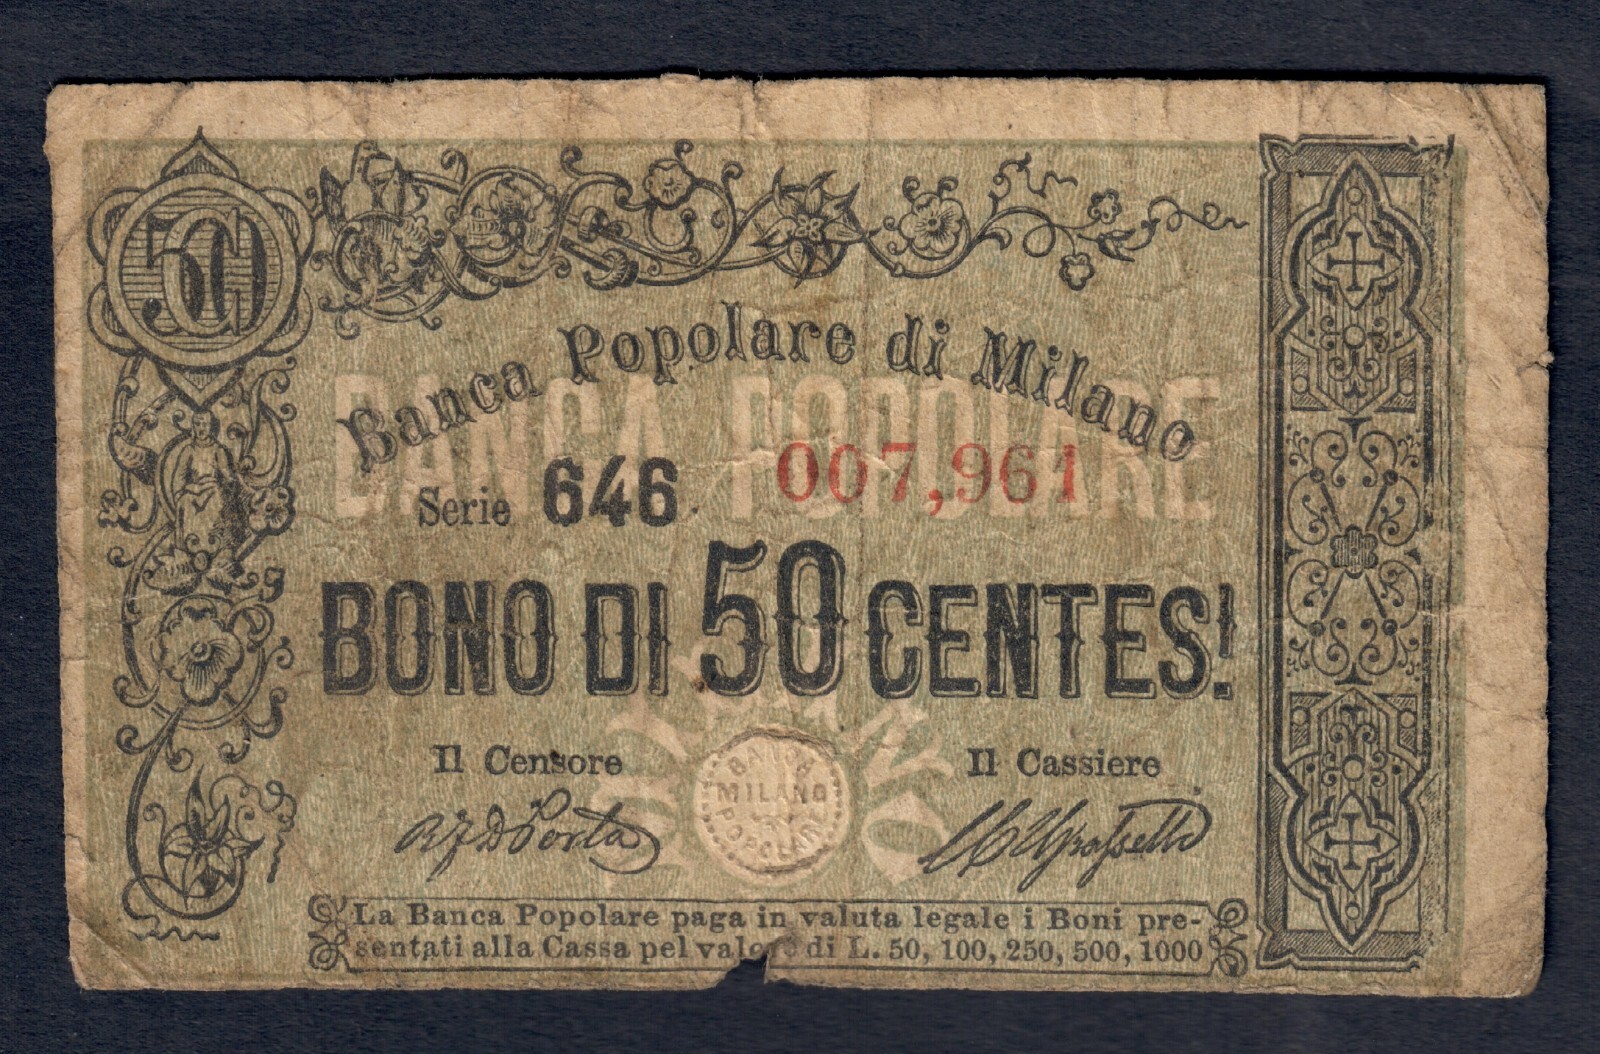 50 C
Banca Popolare di Milano
BANCA POPOLARE
Serie 646. 007,961
BONO DI 50 CENTES!
MILANO
Il Censore
Il Cassiere
BANCA
MILANO
POPOLARE
La Banca Popolare paga in valuta legale i Boni pre-
sentati alla Cassa pel valore di L. 50, 100, 250, 500, 1000